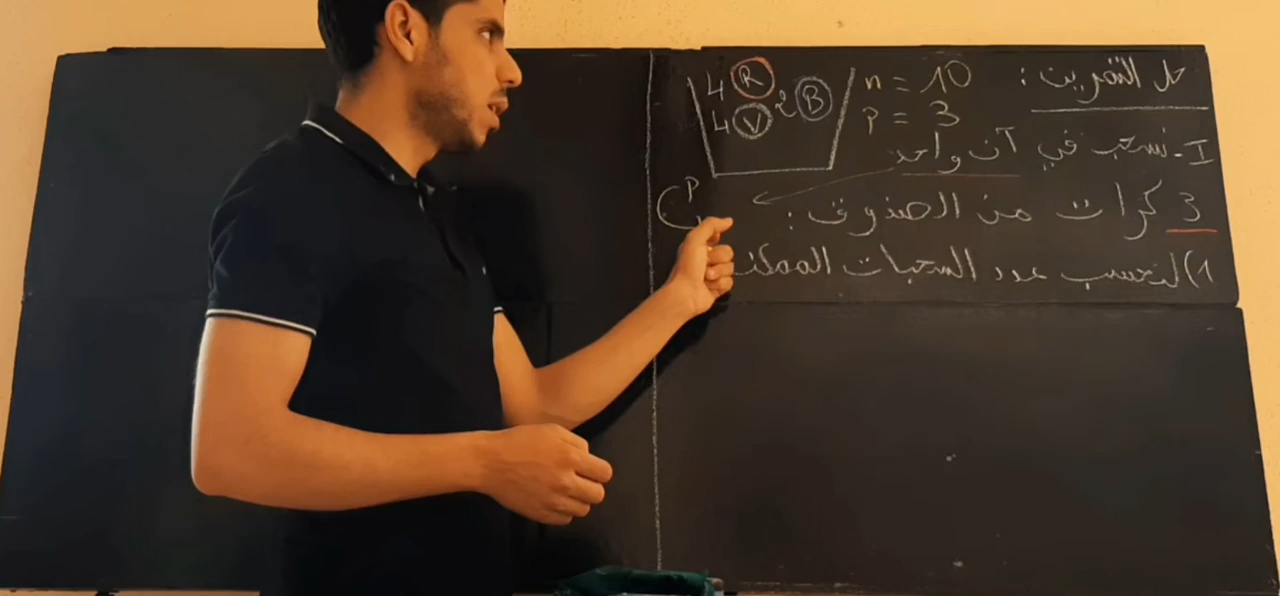 حل التمرين :
4 R
4 V 2 B
n = 10
P = 3
I- نسحب في آن واحد
3 كرات من الصندوق :
C P
1) لنحسب عدد السحبات الممكنة